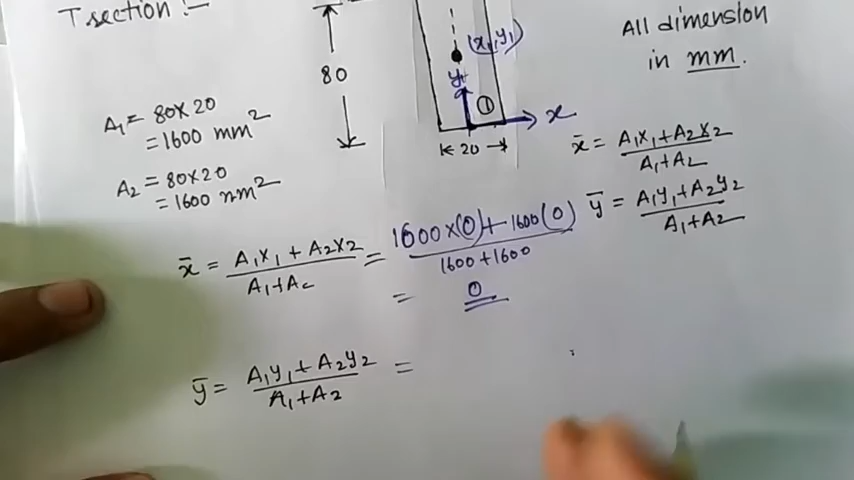 T section :-
80
(x₁,y₁)
All dimension
in mm.
y
①
x
20
A₁ = 80 x 20
= 1600 mm²
A₂ = 80 x 20
= 1600 mm²
x̄ = A₁x₁ + A₂x₂ / A₁ + A₂
ȳ = A₁y₁ + A₂y₂ / A₁ + A₂
x̄ = A₁x₁ + A₂x₂ / A₁ + A₂ = 1600 x (0) + 1600 (0) / 1600 + 1600
= 0
ȳ = A₁y₁ + A₂y₂ / A₁ + A₂ =